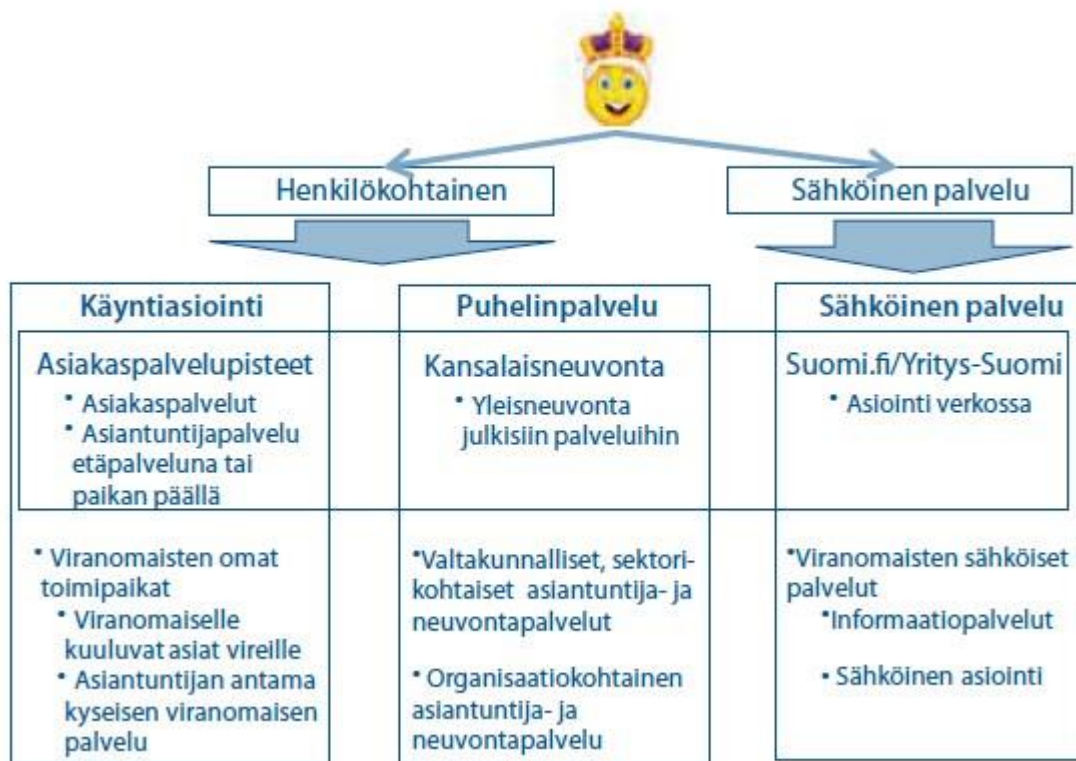 Henkilökohtainen
Sähköinen palvelu
Käyntiasiointi
Asiakaspalvelupisteet
• Asiakaspalvelut
• Asiantuntijapalvelu
etäpalveluna tai
paikan päällä
• Viranomaisten omat
toimipaikat
• Viranomaiselle
kuuluvat asiat vireille
• Asiantuntijan antama
kyseisen viranomaisen
palvelu
Puhelinpalvelu
Kansalaisneuvonta
• Yleisneuvonta
julkisiin palveluihin
•Valtakunnalliset, sektori-
kohtaiset asiantuntija- ja
neuvontapalvelut
• Organisaatiokohtainen
asiantuntija- ja
neuvontapalvelu
Sähköinen palvelu
Suomi.fi/Yritys-Suomi
• Asiointi verkossa
•Viranomaisten sähköiset
palvelut
•Informaatiopalvelut
• Sähköinen asiointi